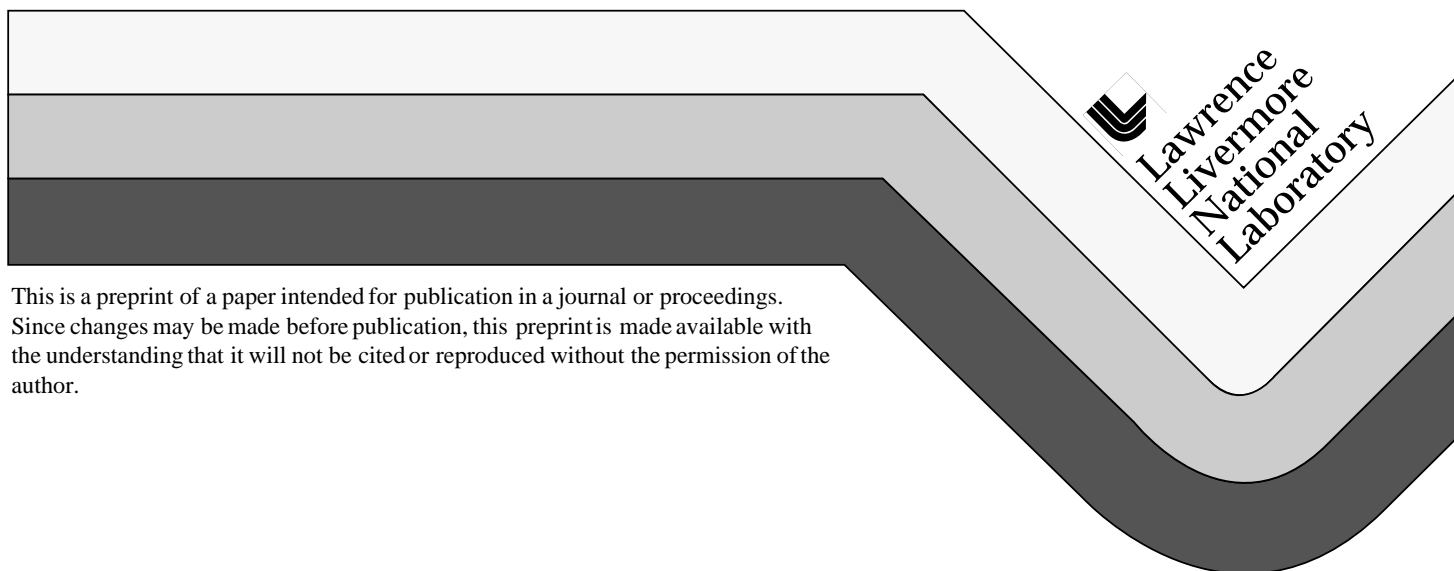 Lawrence
Livermore
National
Laboratory
This is a preprint of a paper intended for publication in a journal or proceedings.
Since changes may be made before publication, this preprint is made available with
the understanding that it will not be cited or reproduced without the permission of the
author.